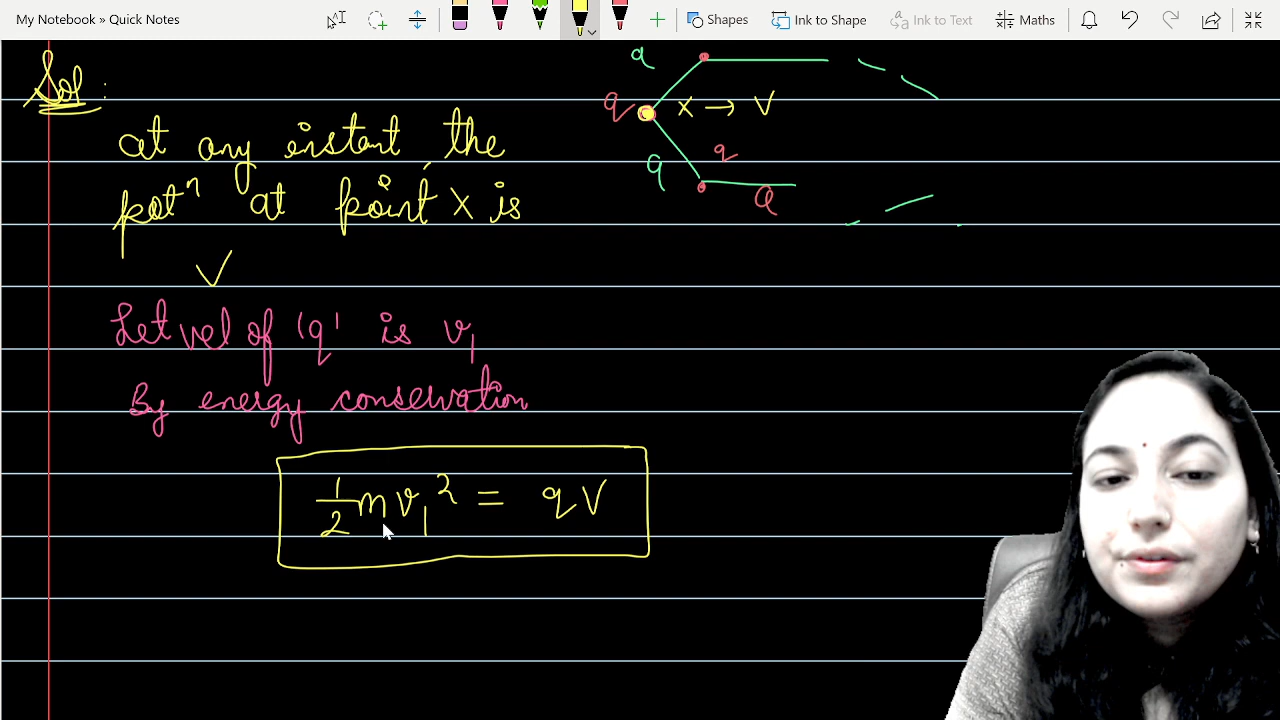 My Notebook » Quick Notes
Shapes
Ink to Shape
Ink to Text
Maths
Sol :
at any instant, the
potⁿ at point X is
V
Let vel of 'q' is v₁
By energy conservation
½mv₁² = qV
a
q
X → V
q
q
Q